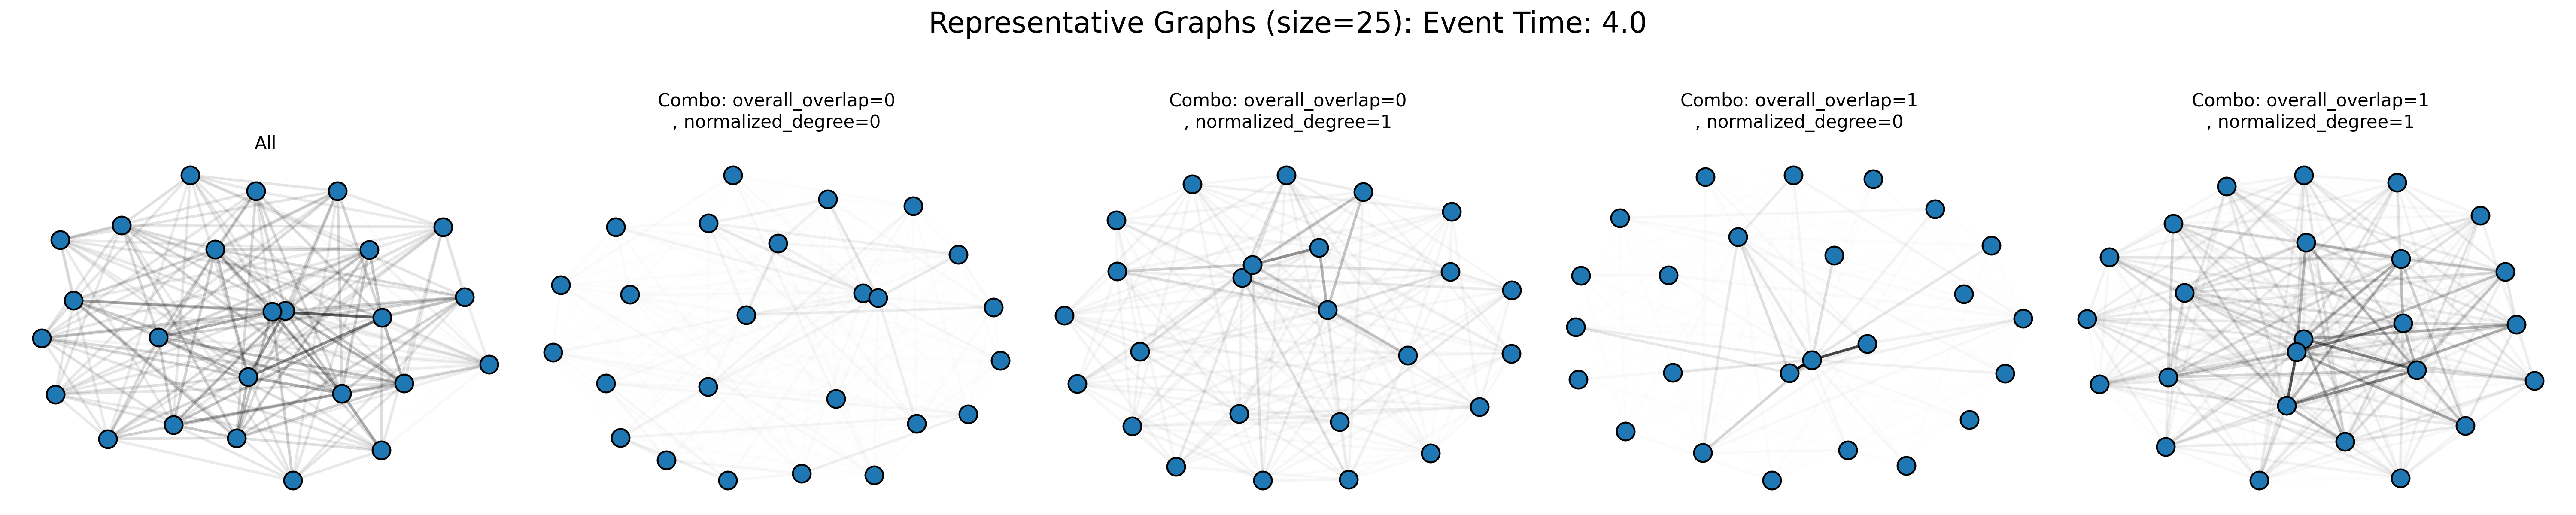 Representative Graphs (size=25): Event Time: 4.0
All
Combo: overall_overlap=0
, normalized_degree=0
Combo: overall_overlap=0
, normalized_degree=1
Combo: overall_overlap=1
, normalized_degree=0
Combo: overall_overlap=1
, normalized_degree=1